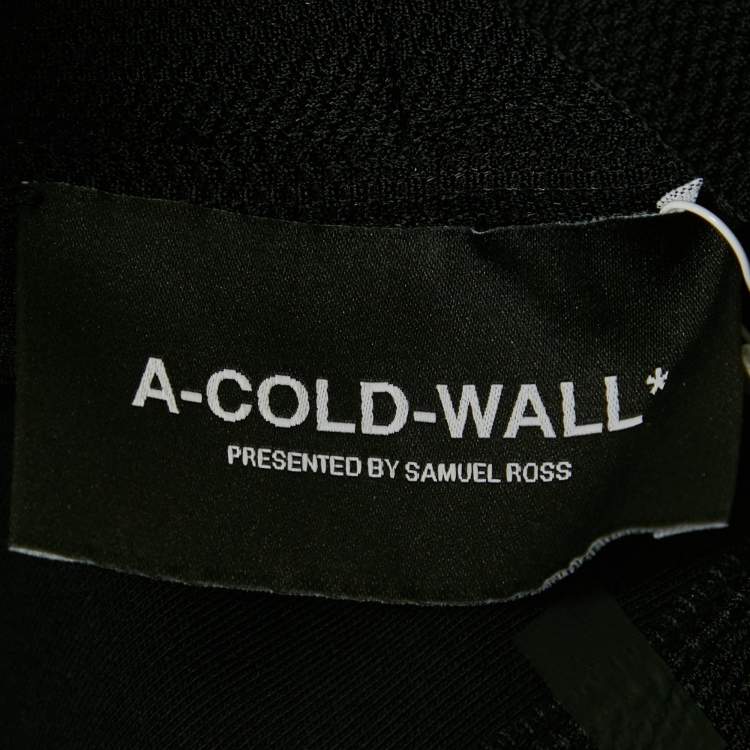 A-COLD-WALL*
PRESENTED BY SAMUEL ROSS